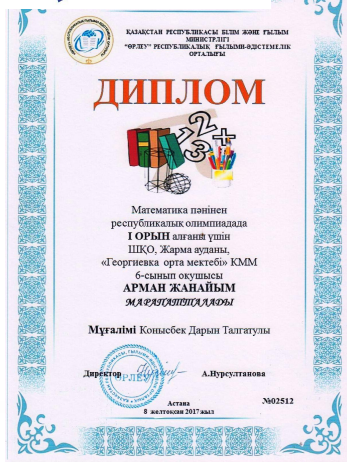 ҚАЗАҚСТАН РЕСПУБЛИКАСЫ БІЛІМ ЖӘНЕ ҒЫЛЫМ
МИНИСТРЛІГІ
"ӨРЛЕУ" РЕСПУБЛИКАЛЫҚ ҒЫЛЫМИ-ӘДІСТЕМЕЛІК
ОРТАЛЫҒЫ
ДИПЛОМ
Математика пәнінен
республикалық олимпиадада
І ОРЫН алғаны үшін
ШҚО, Жарма ауданы,
«Георгиевка орта мектебі» КММ
6-сынып оқушысы
АРМАН ЖАНАЙЫМ
МАРАПАТТАЛАДЫ
Мұғалімі Конысбек Дарын Талгатулы
Директор
ӨРЛЕУ
А.Нурсултанова
Астана
8 желтоқсан 2017 жыл
№02512